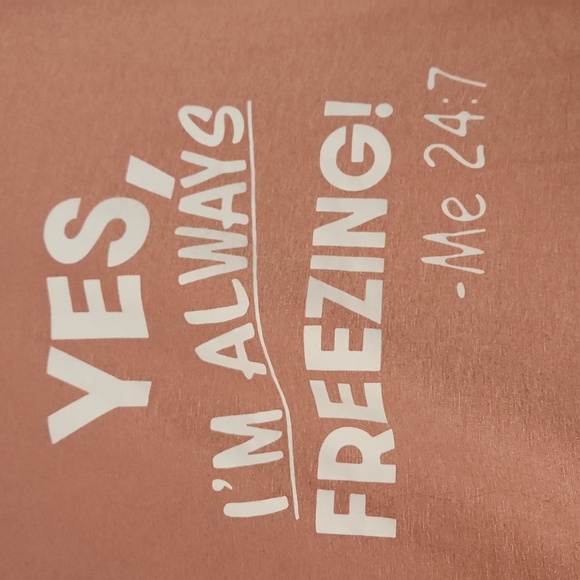 YES,
I'M ALWAYS
FREEZING!
-Me 24:7